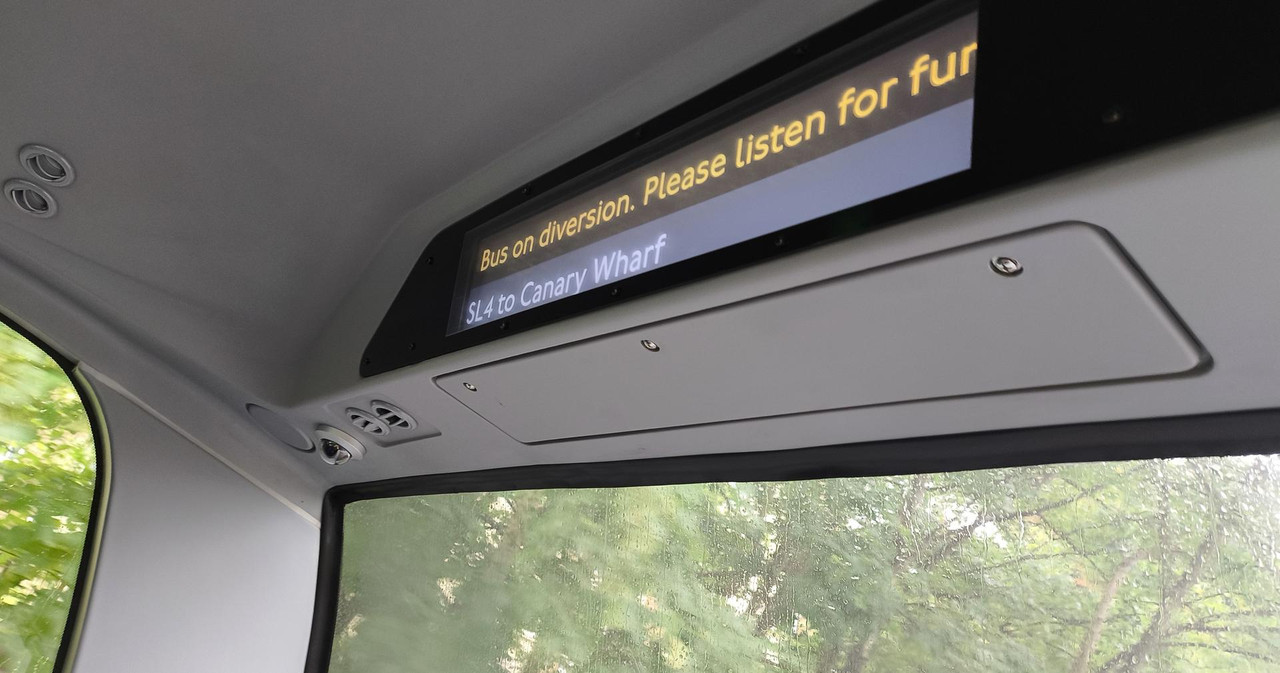 Bus on diversion. Please listen for fur
SL4 to Canary Wharf